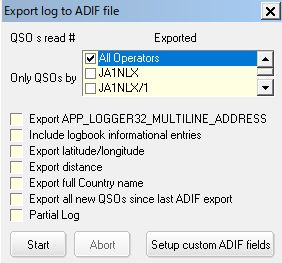 Export log to ADIF file
QSO s read # Exported
Only QSOs by
All Operators
JA1NLX
JA1NLX/1
Export APP_LOGGER32_MULTILINE_ADDRESS
Include logbook informational entries
Export latitude/longitude
Export distance
Export full Country name
Export all new QSOs since last ADIF export
Partial Log
Start Abort Setup custom ADIF fields